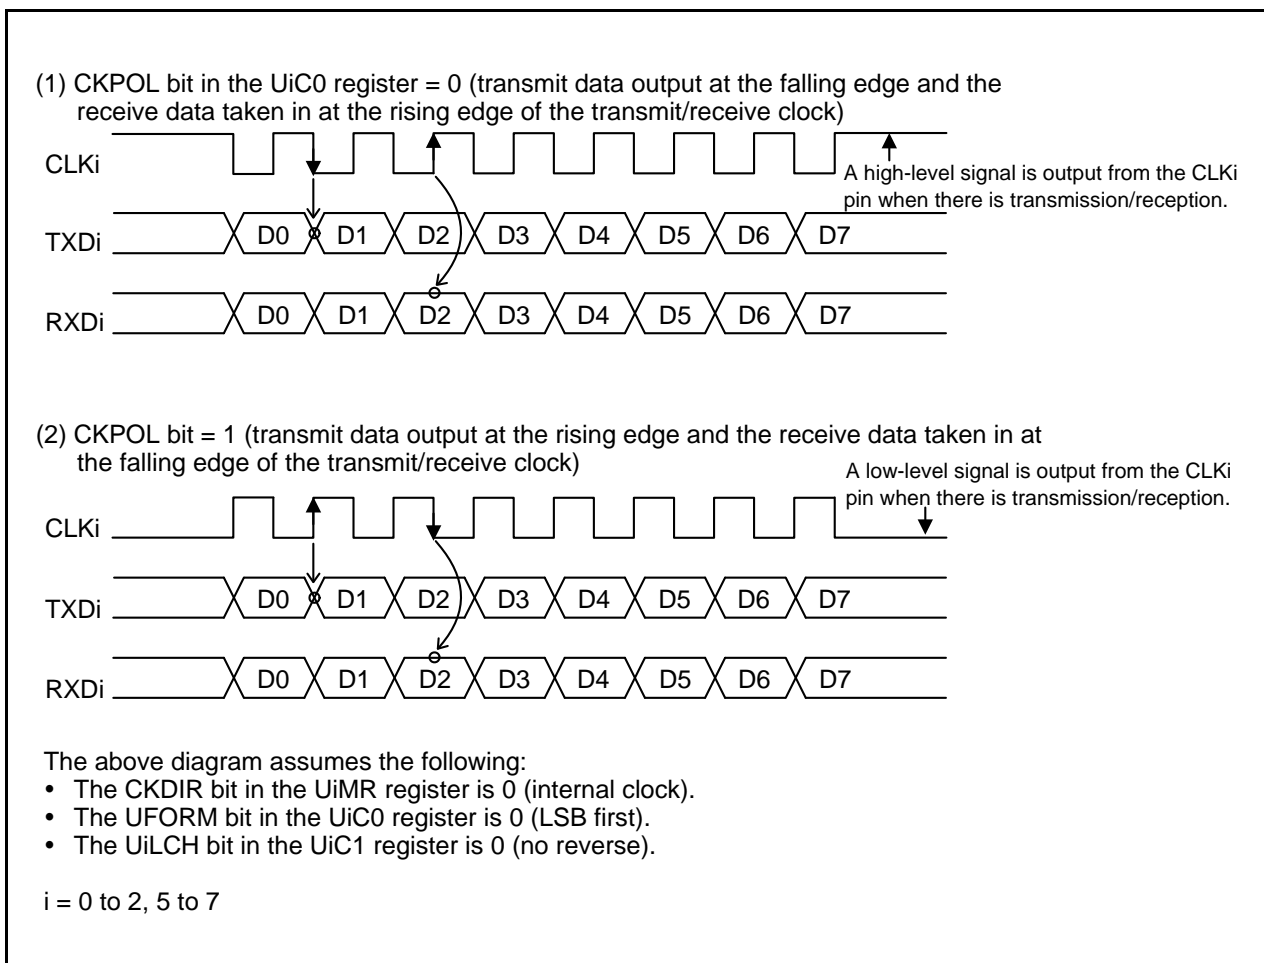 (1) CKPOL bit in the UiC0 register = 0 (transmit data output at the falling edge and the
receive data taken in at the rising edge of the transmit/receive clock)
CLKi
A high-level signal is output from the CLKi
pin when there is transmission/reception.
TXDi D0 D1 D2 D3 D4 D5 D6 D7
RXDi D0 D1 D2 D3 D4 D5 D6 D7
(2) CKPOL bit = 1 (transmit data output at the rising edge and the receive data taken in at
the falling edge of the transmit/receive clock)
A low-level signal is output from the CLKi
pin when there is transmission/reception.
CLKi
TXDi D0 D1 D2 D3 D4 D5 D6 D7
RXDi D0 D1 D2 D3 D4 D5 D6 D7
The above diagram assumes the following:
• The CKDIR bit in the UiMR register is 0 (internal clock).
• The UFORM bit in the UiC0 register is 0 (LSB first).
• The UiLCH bit in the UiC1 register is 0 (no reverse).
i = 0 to 2, 5 to 7